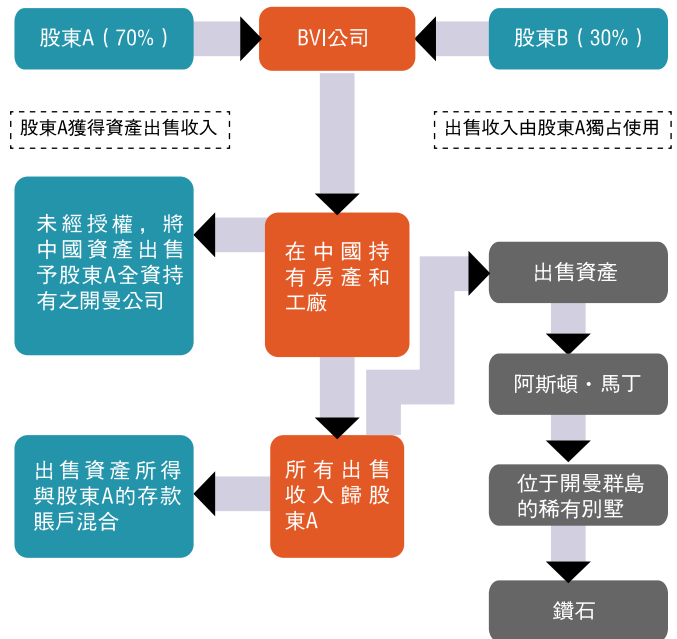 股東A（70%）
BVI公司
股東B（30%）
股東A獲得資產出售收入
出售收入由股東A獨占使用
未經授權，將
中國資產出售
予股東A全資持
有之開曼公司
在中國持
有房產和
工廠
出售資產
阿斯頓·馬丁
出售資產所得
與股東A的存款
賬戶混合
所有出售
收入歸股
東A
位于開曼群島
的稀有別墅
鑽石